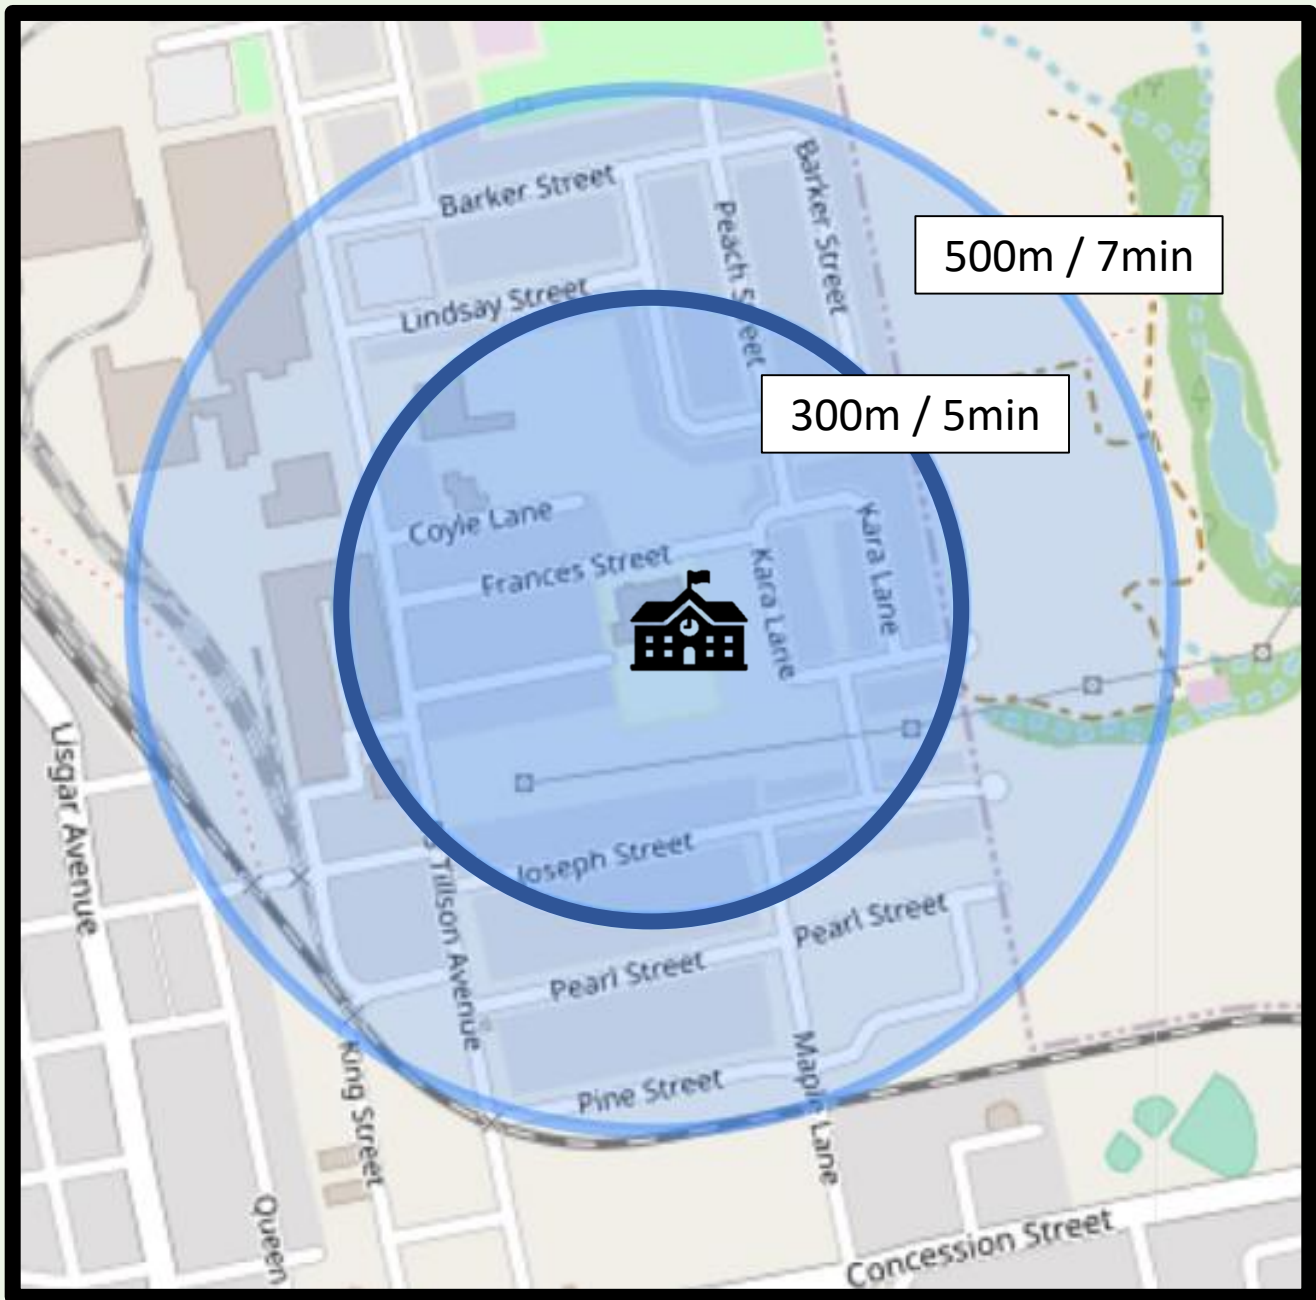 Barker Street
Barker Street
Peach Street
500m / 7min
Lindsay Street
300m / 5min
Coyle Lane
Kara Lane
Frances Street
Kara Lane
Lisgar Avenue
Joseph Street
Tillson Avenue
Pearl Street
Pearl Street
King Street
Maple Lane
Pine Street
Queen
Concession Street